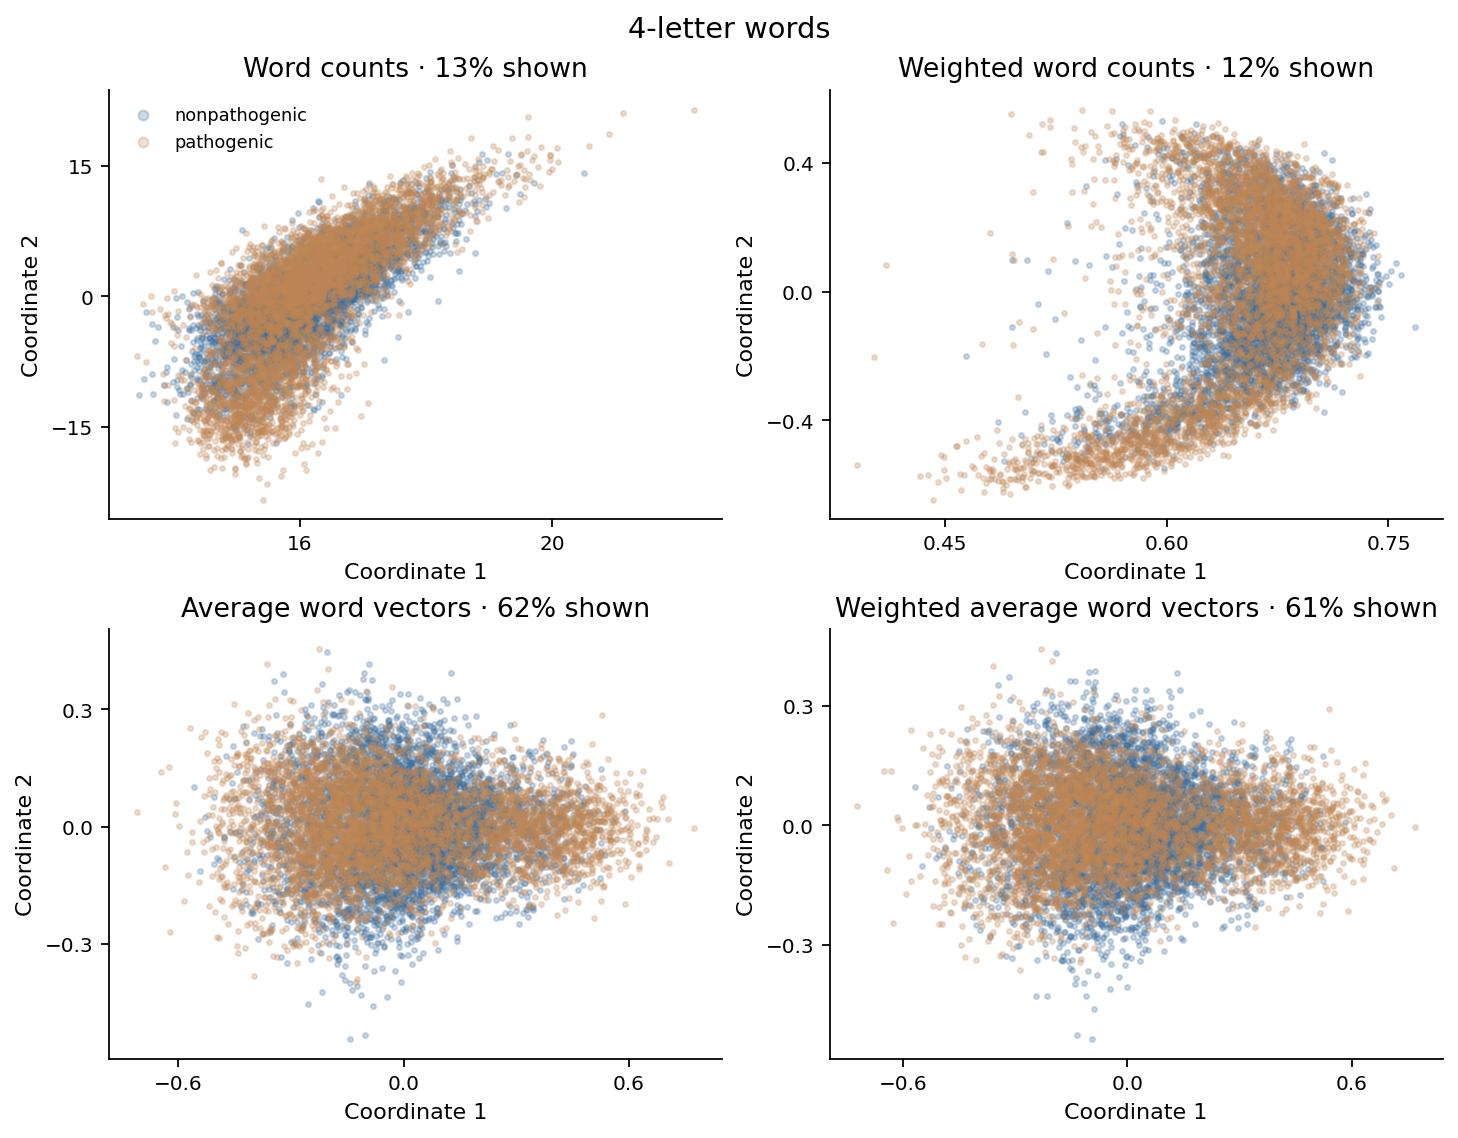 4-letter words
Word counts · 13% shown
nonpathogenic
pathogenic
15
0
−15
16
20
Coordinate 1
Coordinate 2
Weighted word counts · 12% shown
0.4
0.0
−0.4
0.45
0.60
0.75
Coordinate 1
Coordinate 2
Average word vectors · 62% shown
0.3
0.0
−0.3
−0.6
0.0
0.6
Coordinate 1
Coordinate 2
Weighted average word vectors · 61% shown
0.3
0.0
−0.3
−0.6
0.0
0.6
Coordinate 1
Coordinate 2